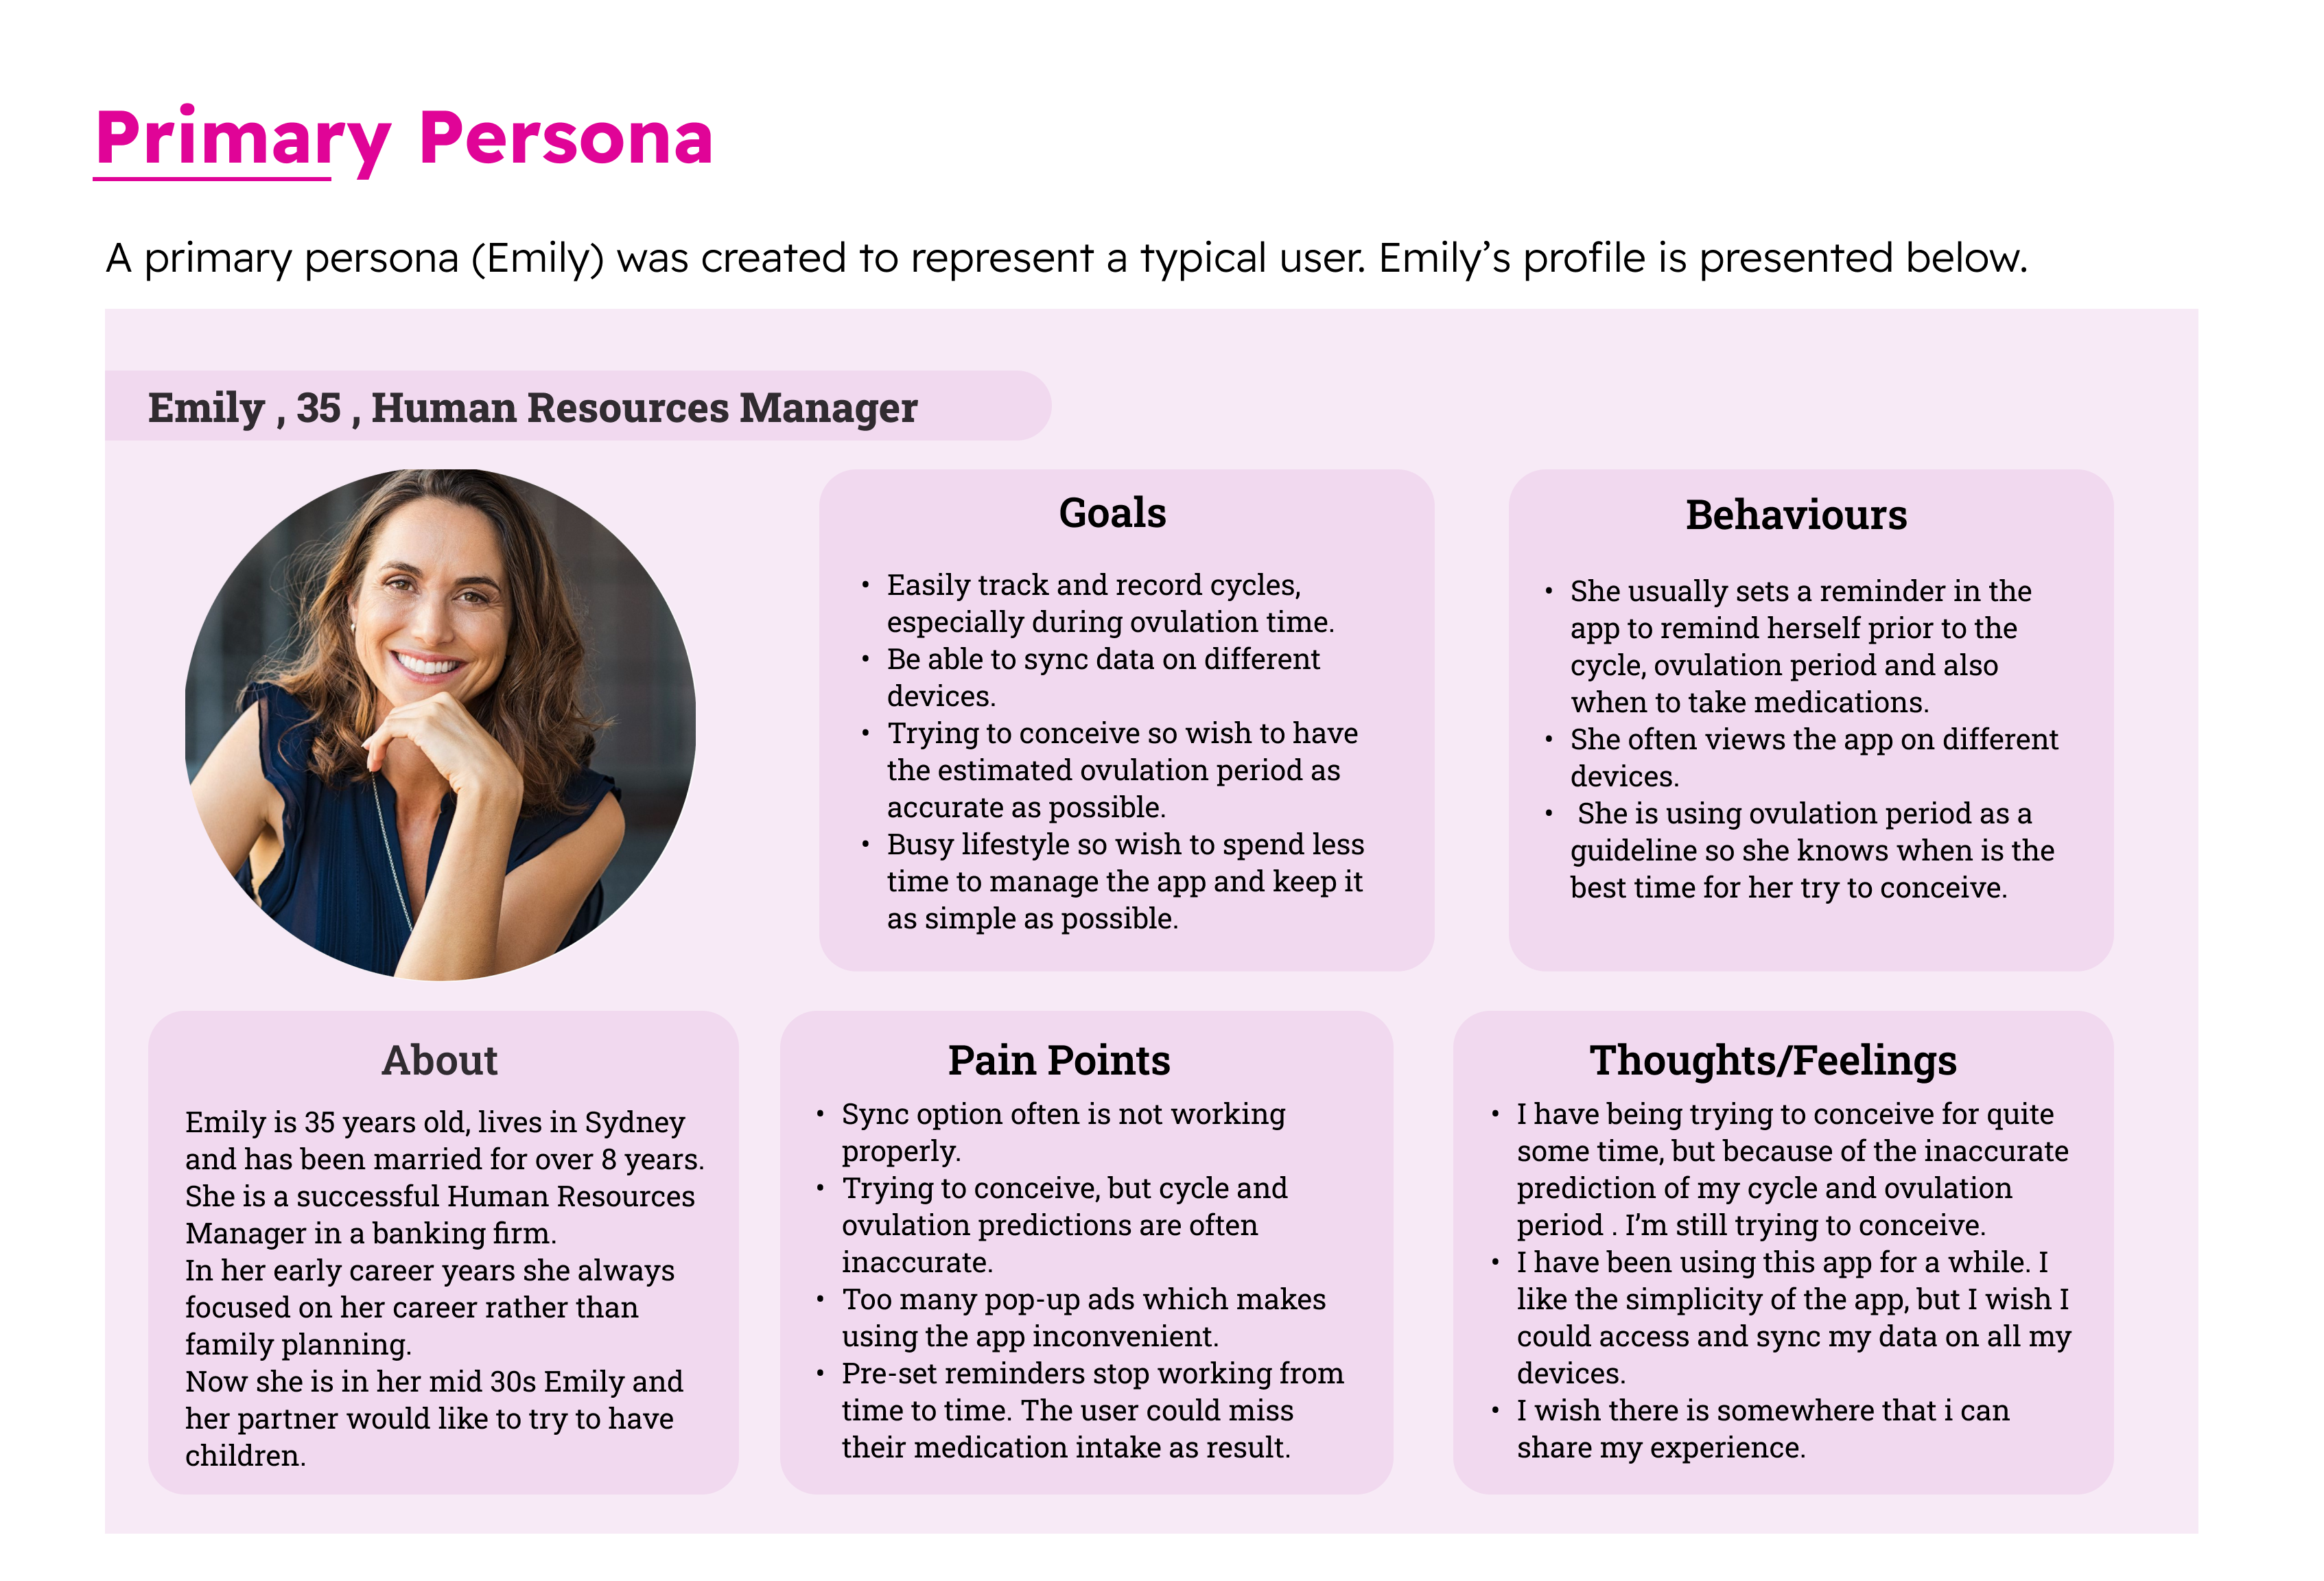 Primary Persona
A primary persona (Emily) was created to represent a typical user. Emily’s profile is presented below.
Emily , 35 , Human Resources Manager
Goals
• Easily track and record cycles,
especially during ovulation time.
• Be able to sync data on different
devices.
• Trying to conceive so wish to have
the estimated ovulation period as
accurate as possible.
• Busy lifestyle so wish to spend less
time to manage the app and keep it
as simple as possible.
Behaviours
• She usually sets a reminder in the
app to remind herself prior to the
cycle, ovulation period and also
when to take medications.
• She often views the app on different
devices.
• She is using ovulation period as a
guideline so she knows when is the
best time for her try to conceive.
About
Emily is 35 years old, lives in Sydney
and has been married for over 8 years.
She is a successful Human Resources
Manager in a banking firm.
In her early career years she always
focused on her career rather than
family planning.
Now she is in her mid 30s Emily and
her partner would like to try to have
children.
Pain Points
• Sync option often is not working
properly.
• Trying to conceive, but cycle and
ovulation predictions are often
inaccurate.
• Too many pop-up ads which makes
using the app inconvenient.
• Pre-set reminders stop working from
time to time. The user could miss
their medication intake as result.
Thoughts/Feelings
• I have being trying to conceive for quite
some time, but because of the inaccurate
prediction of my cycle and ovulation
period . I’m still trying to conceive.
• I have been using this app for a while. I
like the simplicity of the app, but I wish I
could access and sync my data on all my
devices.
• I wish there is somewhere that i can
share my experience.